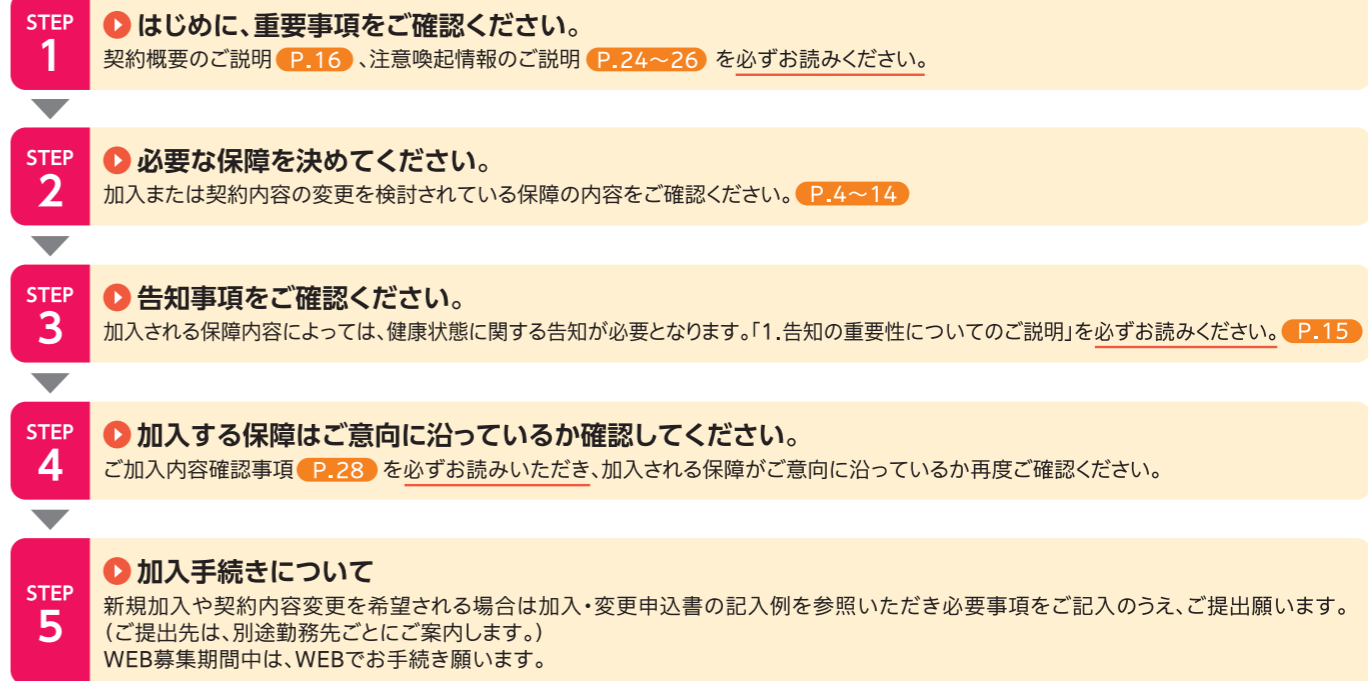 STEP
1
はじめに、重要事項をご確認ください。
契約概要のご説明 P.16 、注意喚起情報のご説明 P.24～26 を必ずお読みください。
STEP
2
必要な保障を決めてください。
加入または契約内容の変更を検討されている保障の内容をご確認ください。 P.4～14
STEP
3
告知事項をご確認ください。
加入される保障内容によっては、健康状態に関する告知が必要となります。「1.告知の重要性についてのご説明」を必ずお読みください。 P.15
STEP
4
加入する保障はご意向に沿っているか確認してください。
ご加入内容確認事項 P.28 を必ずお読みいただき、加入される保障がご意向に沿っているか再度ご確認ください。
STEP
5
加入手続きについて
新規加入や契約内容変更を希望される場合は加入・変更申込書の記入例を参照いただき必要事項をご記入のうえ、ご提出願います。
(ご提出先は、別途勤務先ごとにご案内します。)
WEB募集期間中は、WEBでお手続き願います。